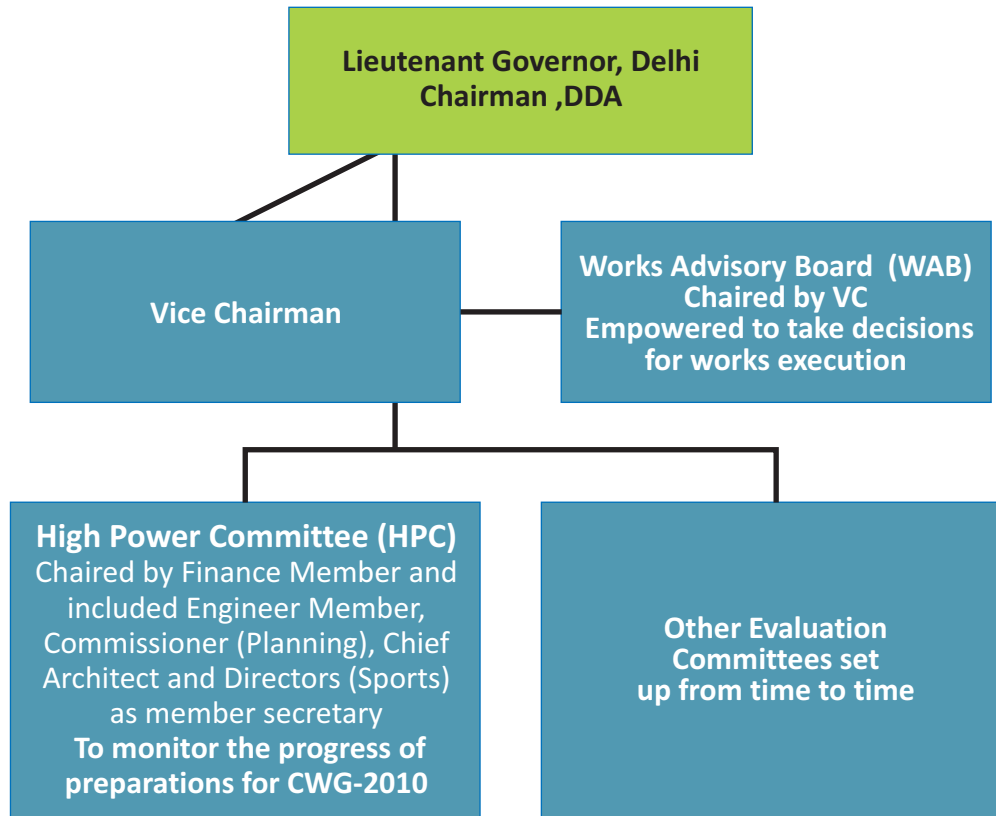 Lieutenant Governor, Delhi
Chairman ,DDA
Vice Chairman
Works Advisory Board (WAB)
Chaired by VC
Empowered to take decisions
for works execution
High Power Committee (HPC)
Chaired by Finance Member and
included Engineer Member,
Commissioner (Planning), Chief
Architect and Directors (Sports)
as member secretary
To monitor the progress of
preparations for CWG-2010
Other Evaluation
Committees set
up from time to time